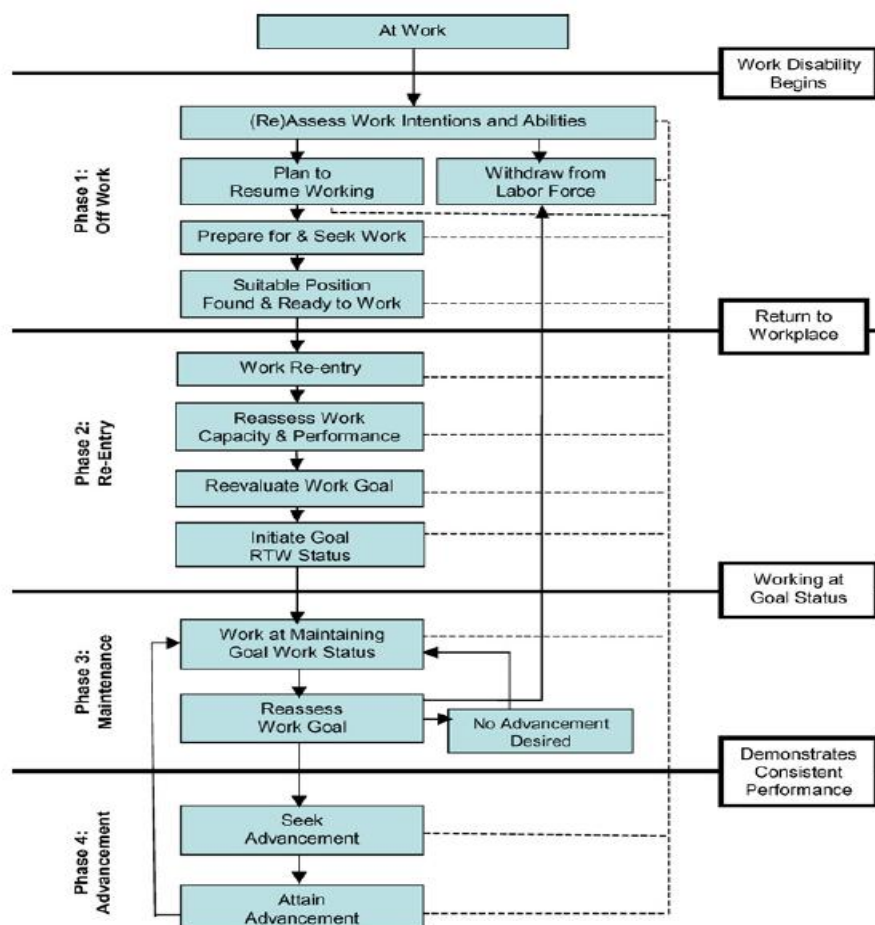 At Work
Work Disability
Begins
(Re)Assess Work Intentions and Abilities
Phase 1:
Off Work
Plan to
Resume Working
Withdraw from
Labor Force
Prepare for & Seek Work
Suitable Position
Found & Ready to Work
Return to
Workplace
Phase 2:
Re-Entry
Work Re-entry
Reassess Work
Capacity & Performance
Reevaluate Work Goal
Initiate Goal
RTW Status
Working at
Goal Status
Phase 3:
Maintenance
Work at Maintaining
Goal Work Status
Reassess
Work Goal
No Advancement
Desired
Demonstrates
Consistent
Performance
Phase 4:
Advancement
Seek
Advancement
Attain
Advancement